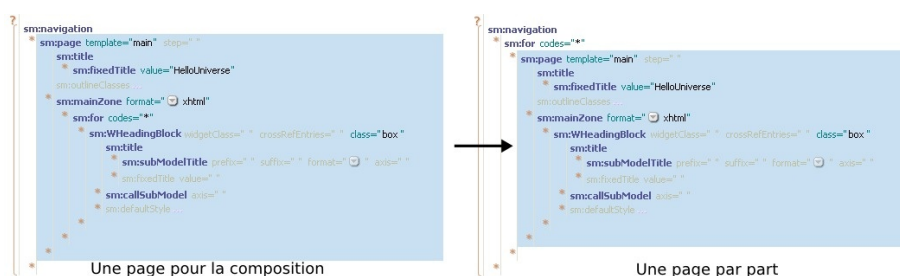 ?
sm:navigation
sm:page template="main" step=" "
sm:title
sm:fixedTitle value="HelloUniverse"
sm:outlineClasses ...
sm:mainZone format=" xhtml"
sm:for codes="*"
sm:WHeadingBlock widgetClass=" " crossRefEntries=" " class="box "
sm:title
sm:subModelTitle prefix=" " suffix=" " format=" " axis=" "
sm:fixedTitle value=" "
sm:callSubModel axis=" "
sm:defaultStyle ...
Une page pour la composition
?
sm:navigation
sm:for codes="*"
sm:page template="main" step=" "
sm:title
sm:fixedTitle value="HelloUniverse"
sm:outlineClasses ...
sm:mainZone format=" xhtml"
sm:WHeadingBlock widgetClass=" " crossRefEntries=" " class="box "
sm:title
sm:subModelTitle prefix=" " suffix=" " format=" " axis=" "
sm:fixedTitle value=" "
sm:callSubModel axis=" "
sm:defaultStyle ...
Une page par part